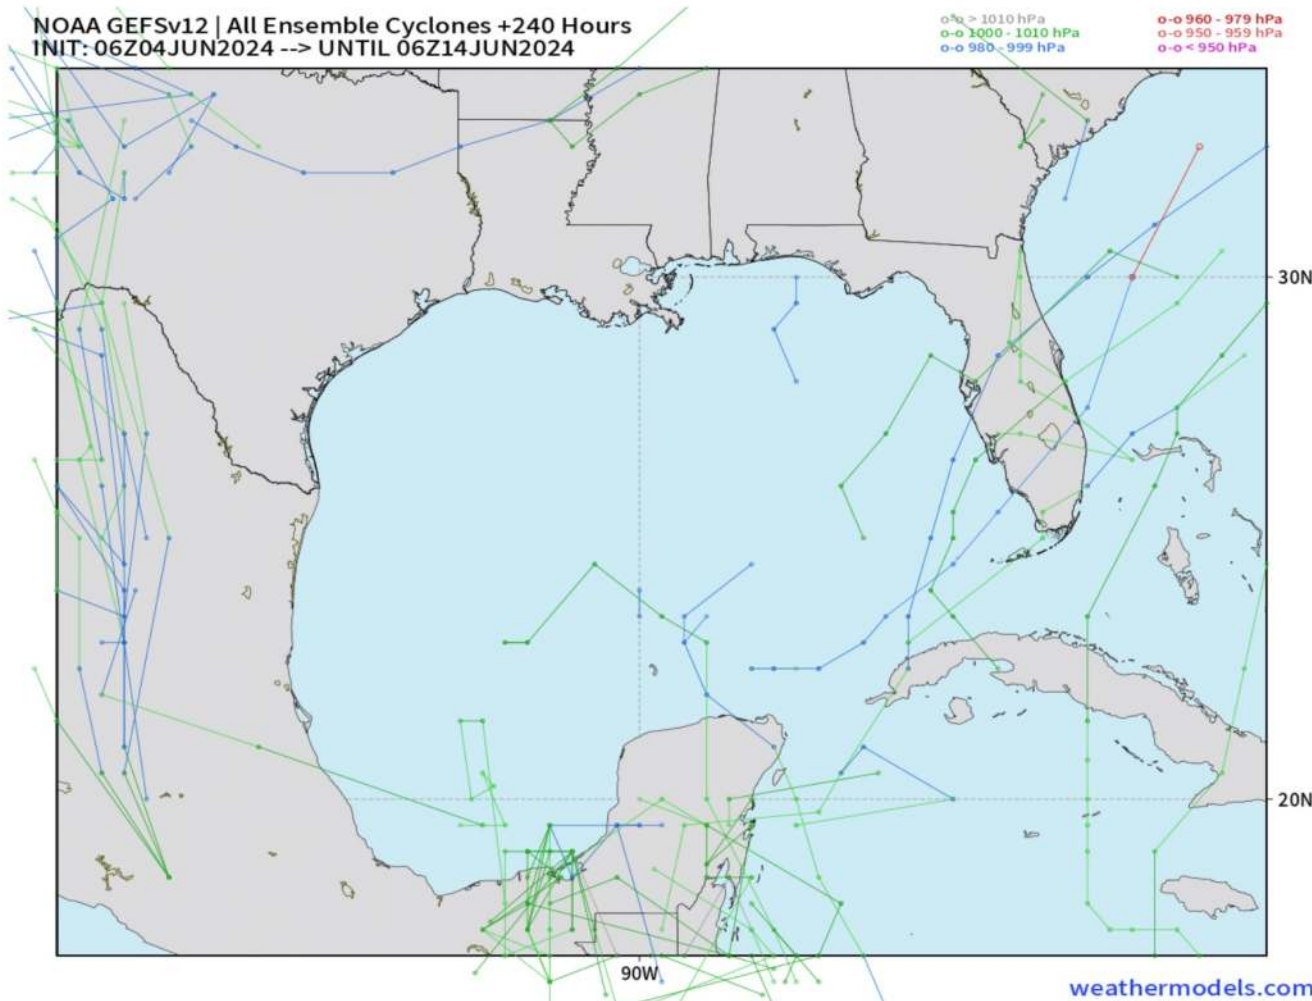 NOAA GEFSv12 | All Ensemble Cyclones +240 Hours
INIT: 06Z04JUN2024 --> UNTIL 06Z14JUN2024
o-o > 1010 hPa
o-o 1000 - 1010 hPa
o-o 980 - 999 hPa
o-o 960 - 979 hPa
o-o 950 - 959 hPa
o-o < 950 hPa
30N
20N
90W
weathermodels.com